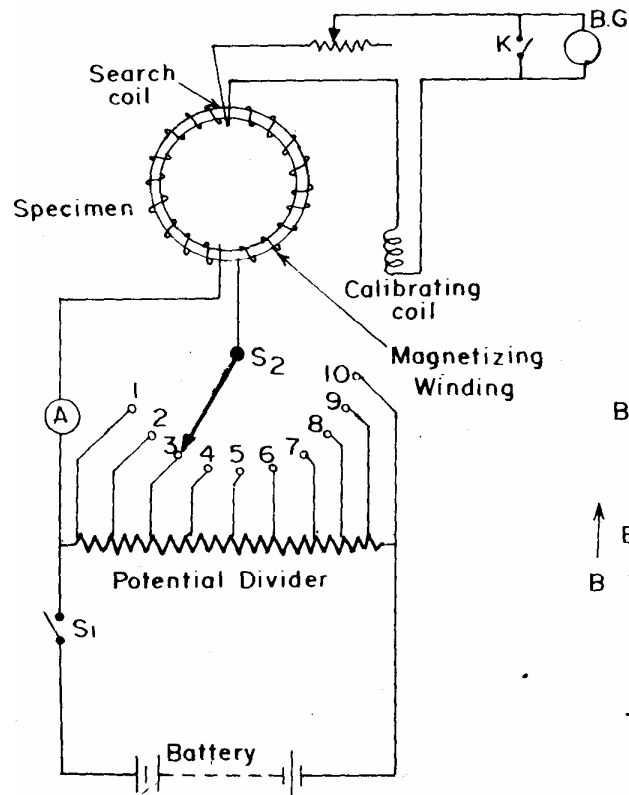 B.G
K
Search
coil
Specimen
Calibrating
coil
S2
Magnetizing
Winding
A
1
2
3
4
5
6
7
8
9
10
B
B
Potential Divider
S1
Battery